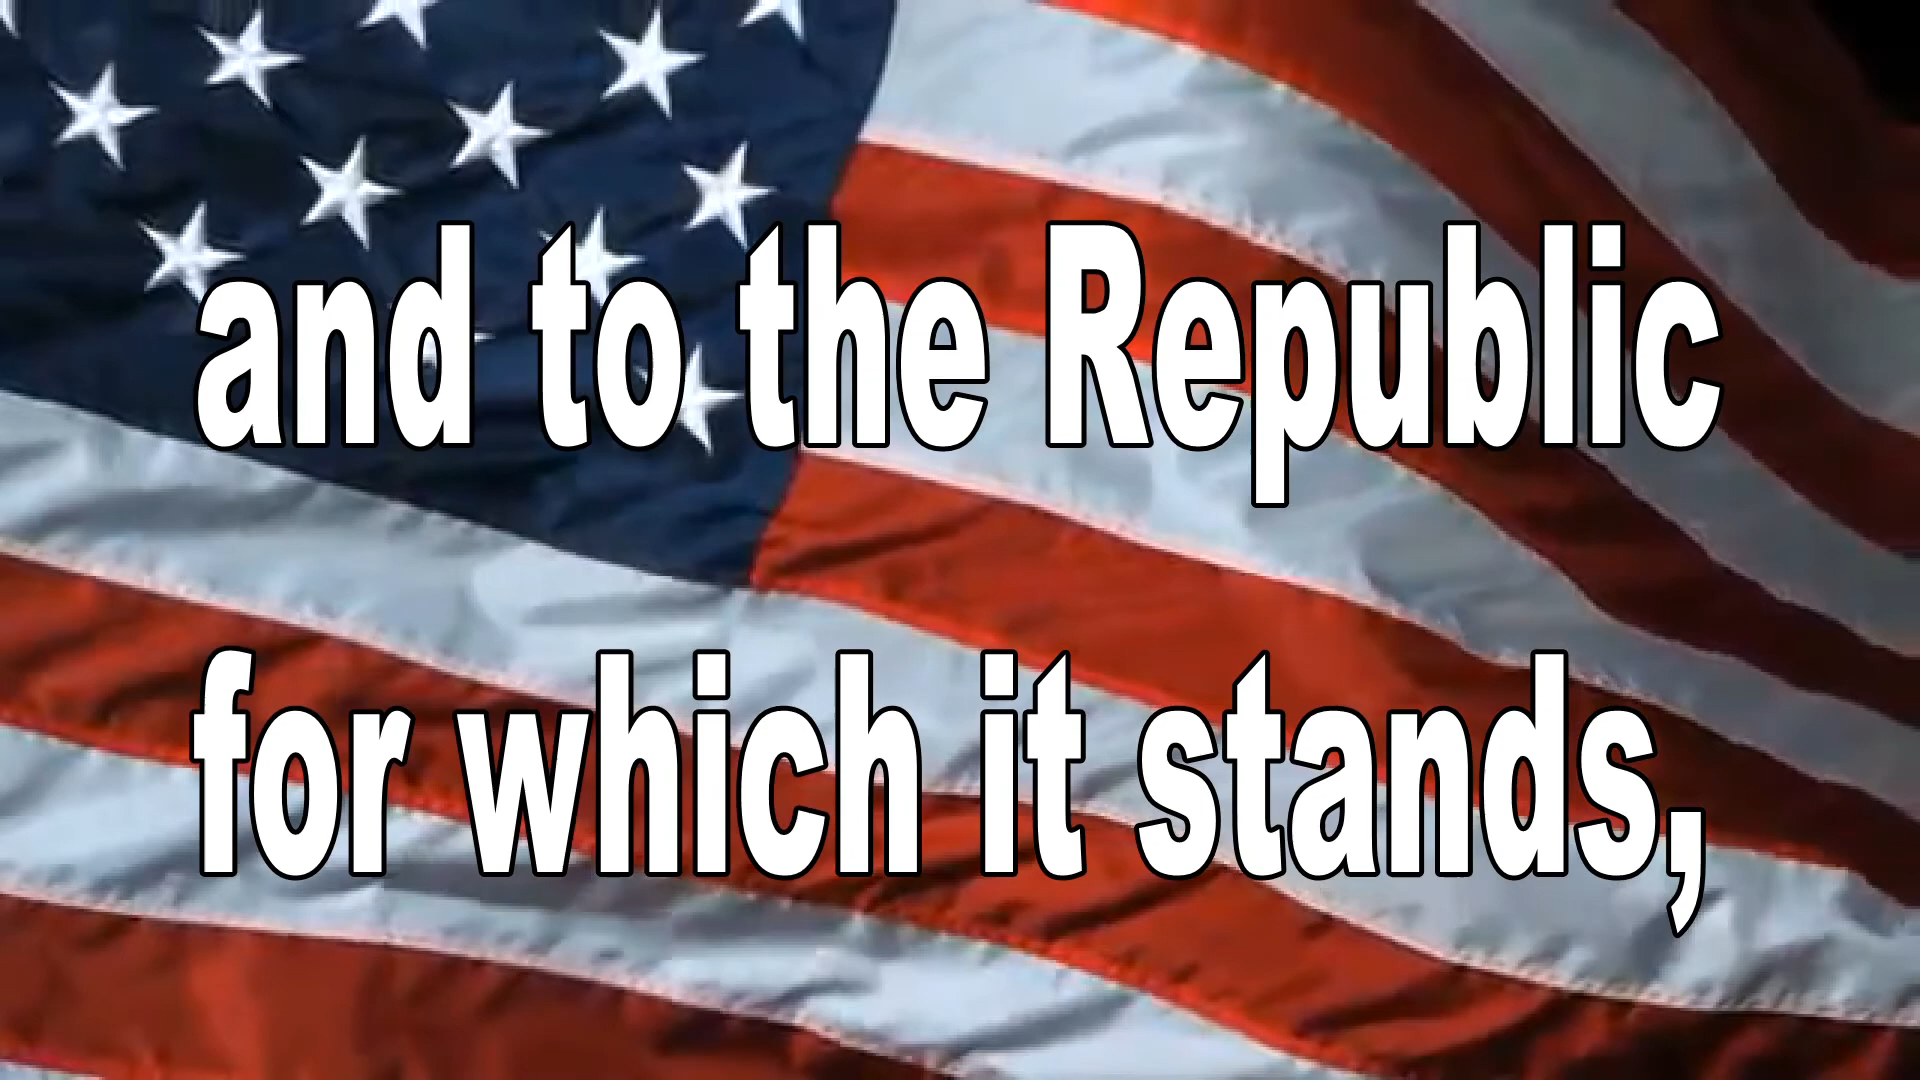 and to the Republic
for which it stands,